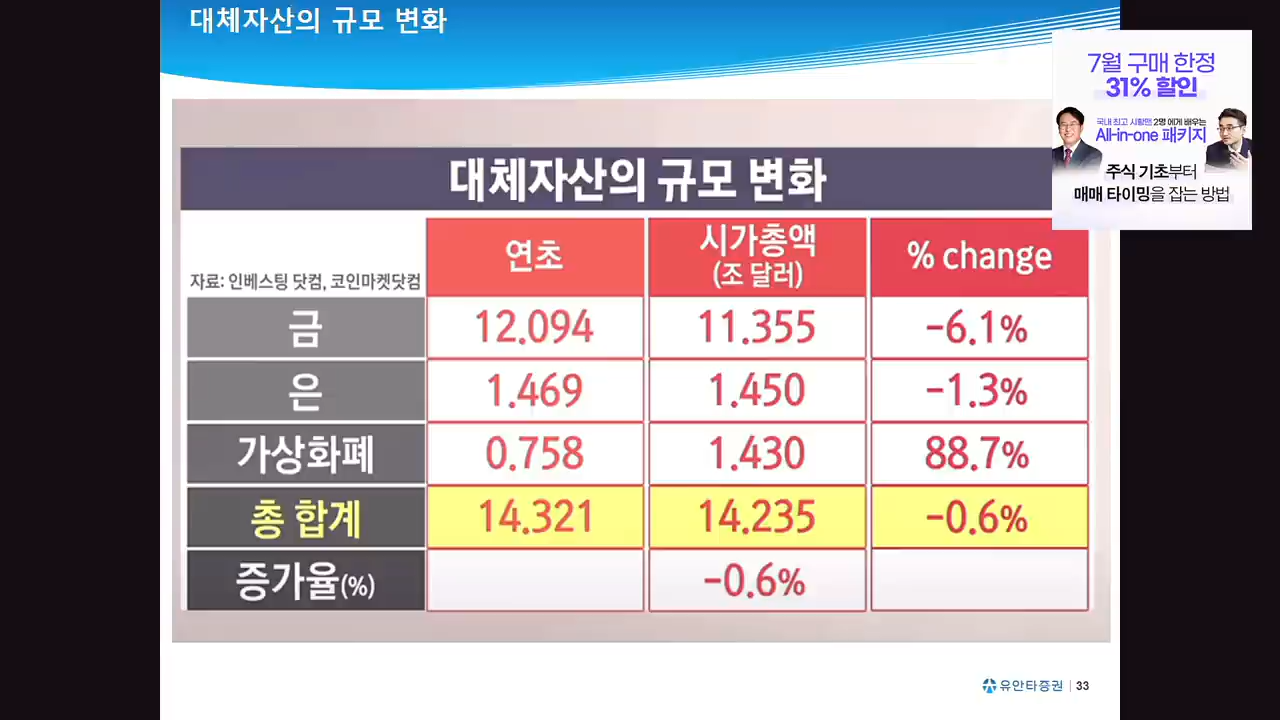 대체자산의 규모 변화
7월 구매 한정
31% 할인
국내 최고 시황맨 2명에게 배우는
All-in-one 패키지
주식 기초부터
매매 타이밍을 잡는 방법
대체자산의 규모 변화
자료: 인베스팅 닷컴, 코인마켓닷컴
연초
시가총액
(조 달러)
% change
금 12.094 11.355 -6.1%
은 1.469 1.450 -1.3%
가상화폐 0.758 1.430 88.7%
총 합계 14.321 14.235 -0.6%
증가율(%) -0.6%
유안타증권 33